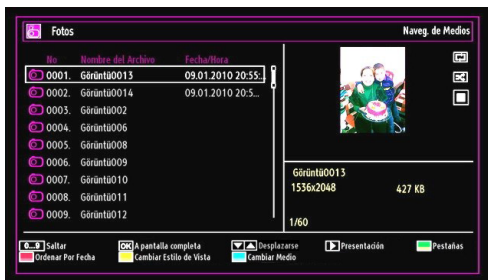 Fotos Naveg. de Medios
No Nombre del Archivo Fecha/Hora
0001. Görüntü0013 09.01.2010 20:55:..
0002. Görüntü0014 09.01.2010 20:5...
0003. Görüntü002
0004. Görüntü006
0005. Görüntü008
0006. Görüntü009
0007. Görüntü010
0008. Görüntü011
0009. Görüntü012
Görüntü0013
1536x2048 427 KB
1/60
0...9 Saltar OK A pantalla completa Desplazarse Presentación Pestañas
Ordenar Por Fecha Cambiar Estilo de Vista Cambiar Medio